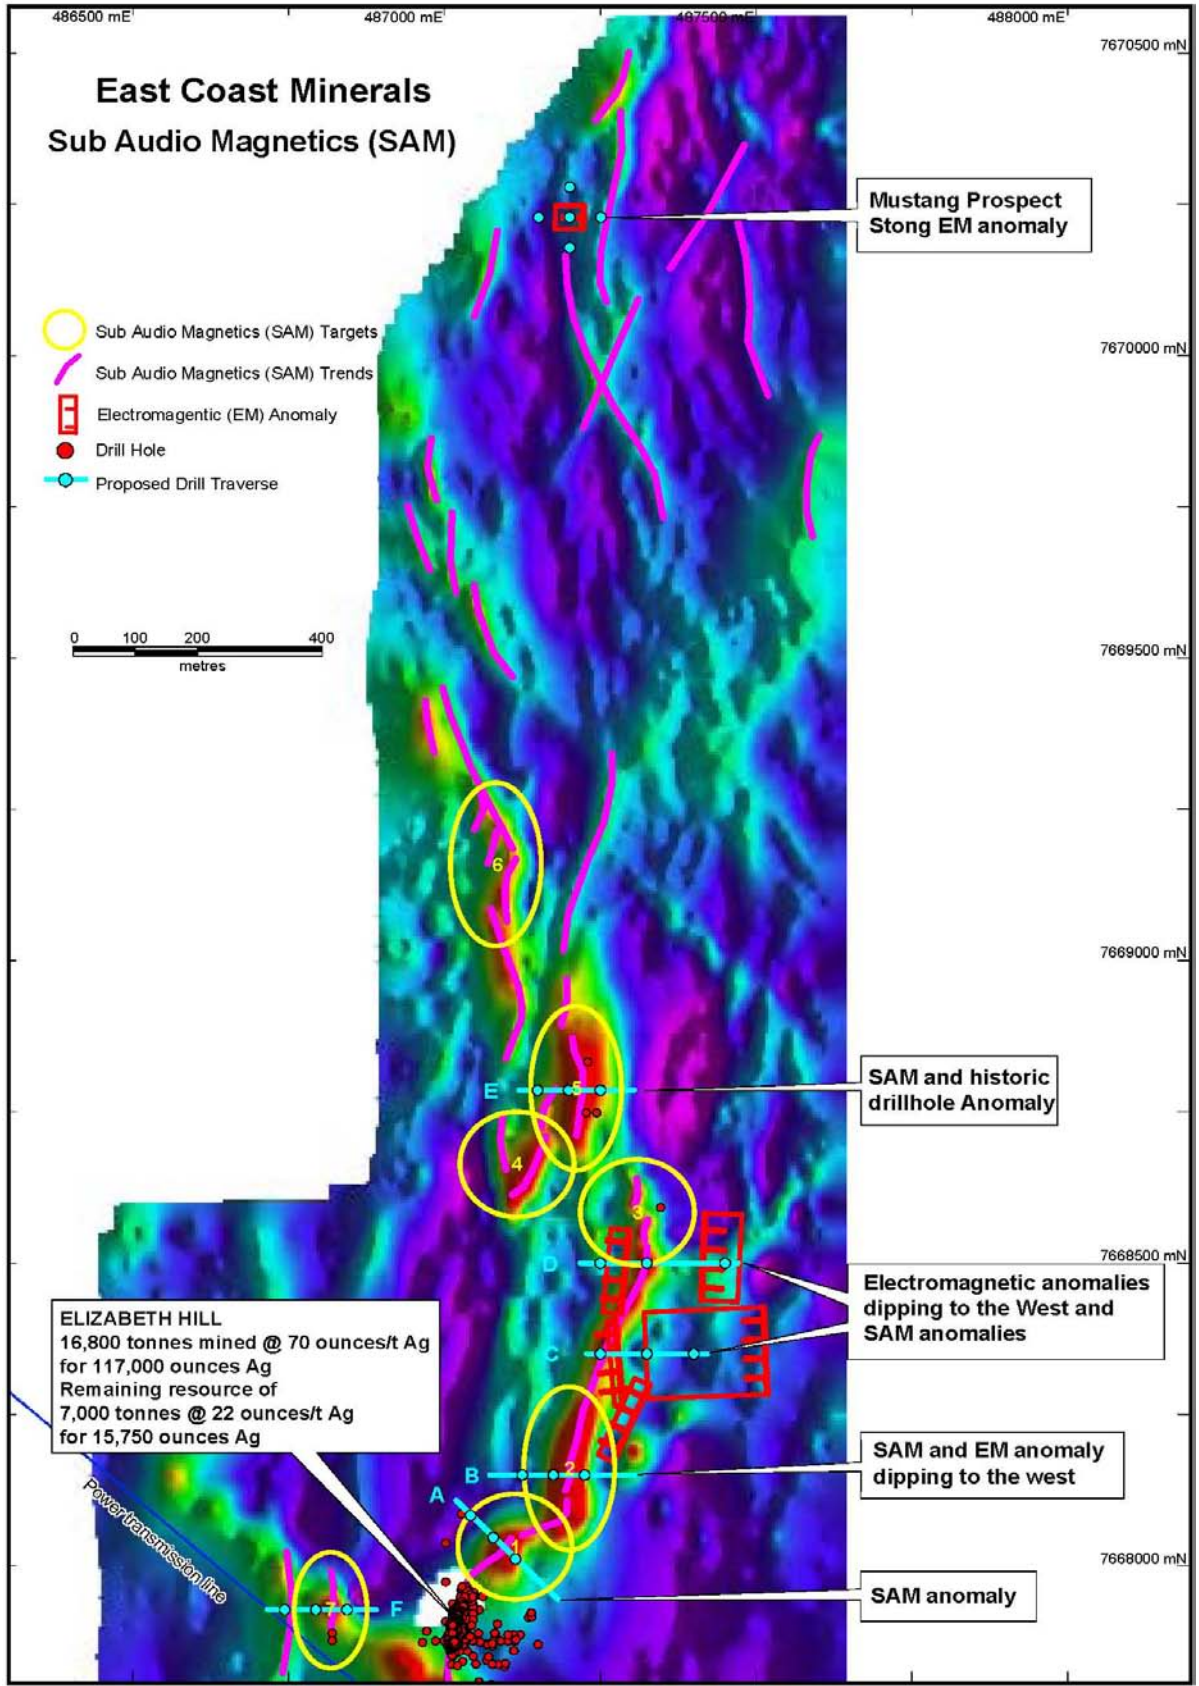 486500 mE
487000 mE
487500 mE
488000 mE
7670500 mN
East Coast Minerals
Sub Audio Magnetics (SAM)
Mustang Prospect
Stong EM anomaly
Sub Audio Magnetics (SAM) Targets
Sub Audio Magnetics (SAM) Trends
Electromagentic (EM) Anomaly
Drill Hole
Proposed Drill Traverse
7670000 mN
0 100 200 400
metres
7669500 mN
6
7669000 mN
E
5
SAM and historic
drillhole Anomaly
4
3
D
7668500 mN
Electromagnetic anomalies
dipping to the West and
SAM anomalies
C
ELIZABETH HILL
16,800 tonnes mined @ 70 ounces/t Ag
for 117,000 ounces Ag
Remaining resource of
7,000 tonnes @ 22 ounces/t Ag
for 15,750 ounces Ag
B
2
SAM and EM anomaly
dipping to the west
A
1
Power transmission line
7668000 mN
7
F
SAM anomaly